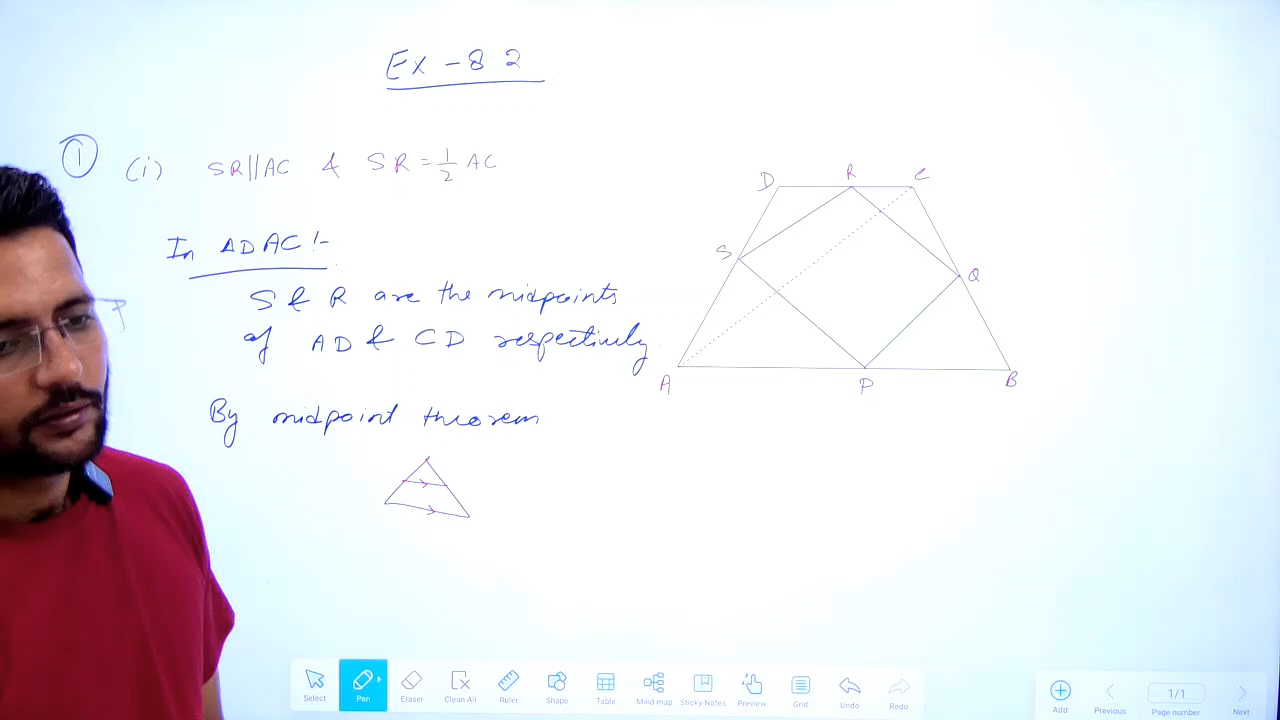 Ex - 8.2
① (i) SR||AC & SR = 1/2 AC
In ΔDAC :-
S & R are the midpoints
of AD & CD respectively
By midpoint theorem
D R C
S
Q
A P B
Select Pen Eraser Clean All Ruler Shape Table Mind map Sticky Notes Preview Grid Undo Redo
Add Previous 1/1 Page number Next